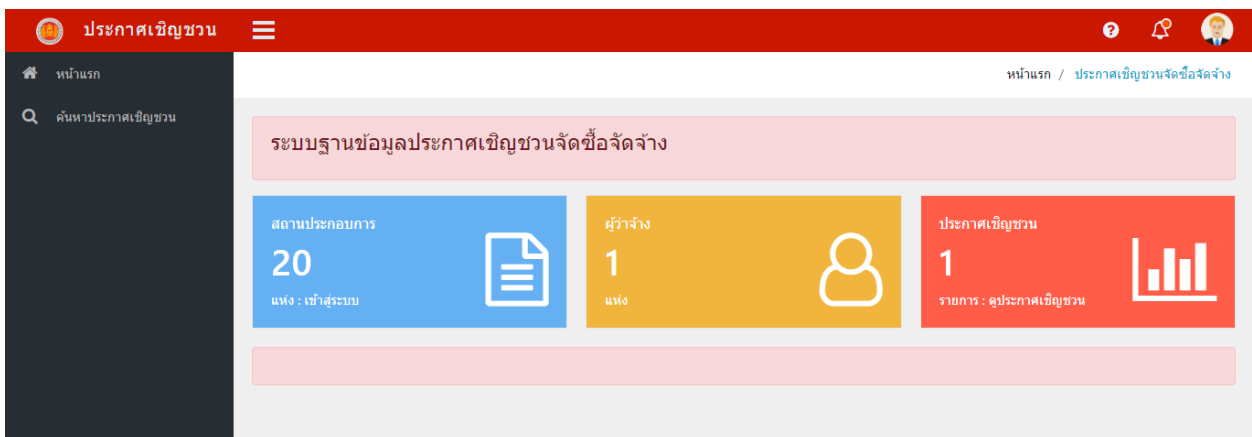 ประกาศเชิญชวน
หน้าแรก
ค้นหาประกาศเชิญชวน
หน้าแรก / ประกาศเชิญชวนจัดซื้อจัดจ้าง
ระบบฐานข้อมูลประกาศเชิญชวนจัดซื้อจัดจ้าง
สถานประกอบการ
20
แห่ง : เข้าสู่ระบบ
ผู้ว่าจ้าง
1
แห่ง
ประกาศเชิญชวน
1
รายการ : ดูประกาศเชิญชวน